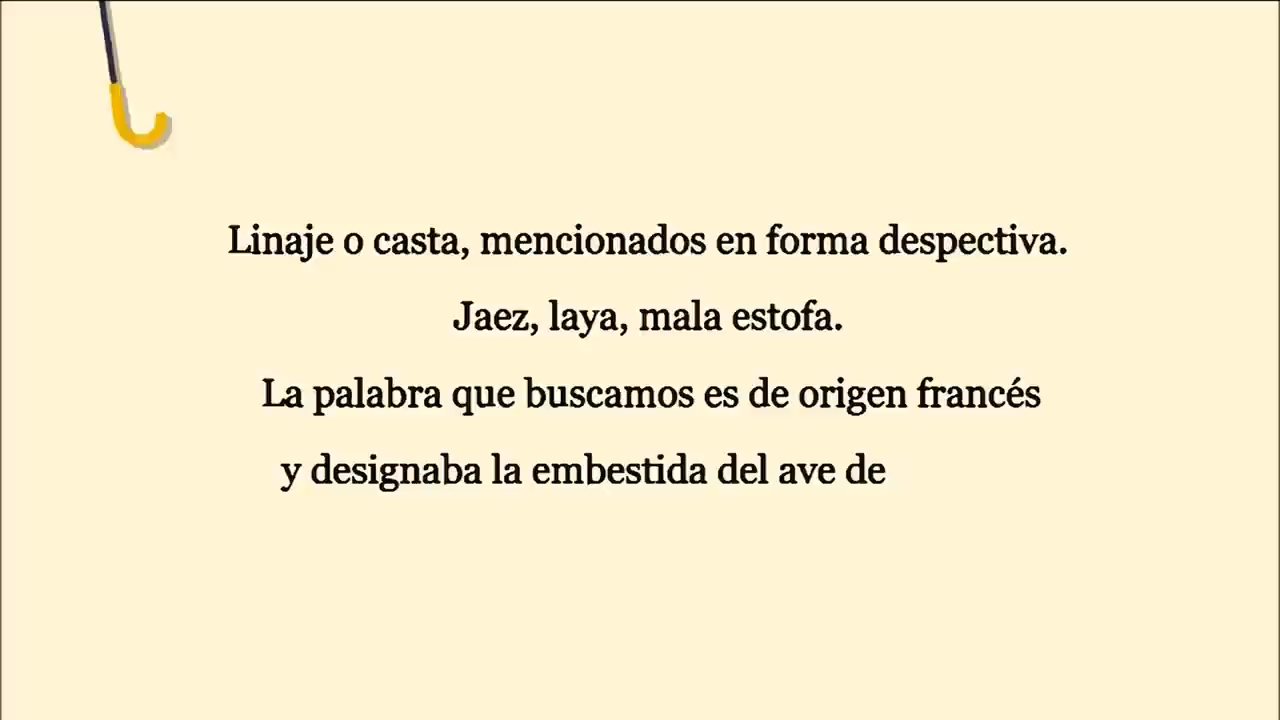 Linaje o casta, mencionados en forma despectiva.
Jaez, laya, mala estofa.
La palabra que buscamos es de origen francés
y designaba la embestida del ave de